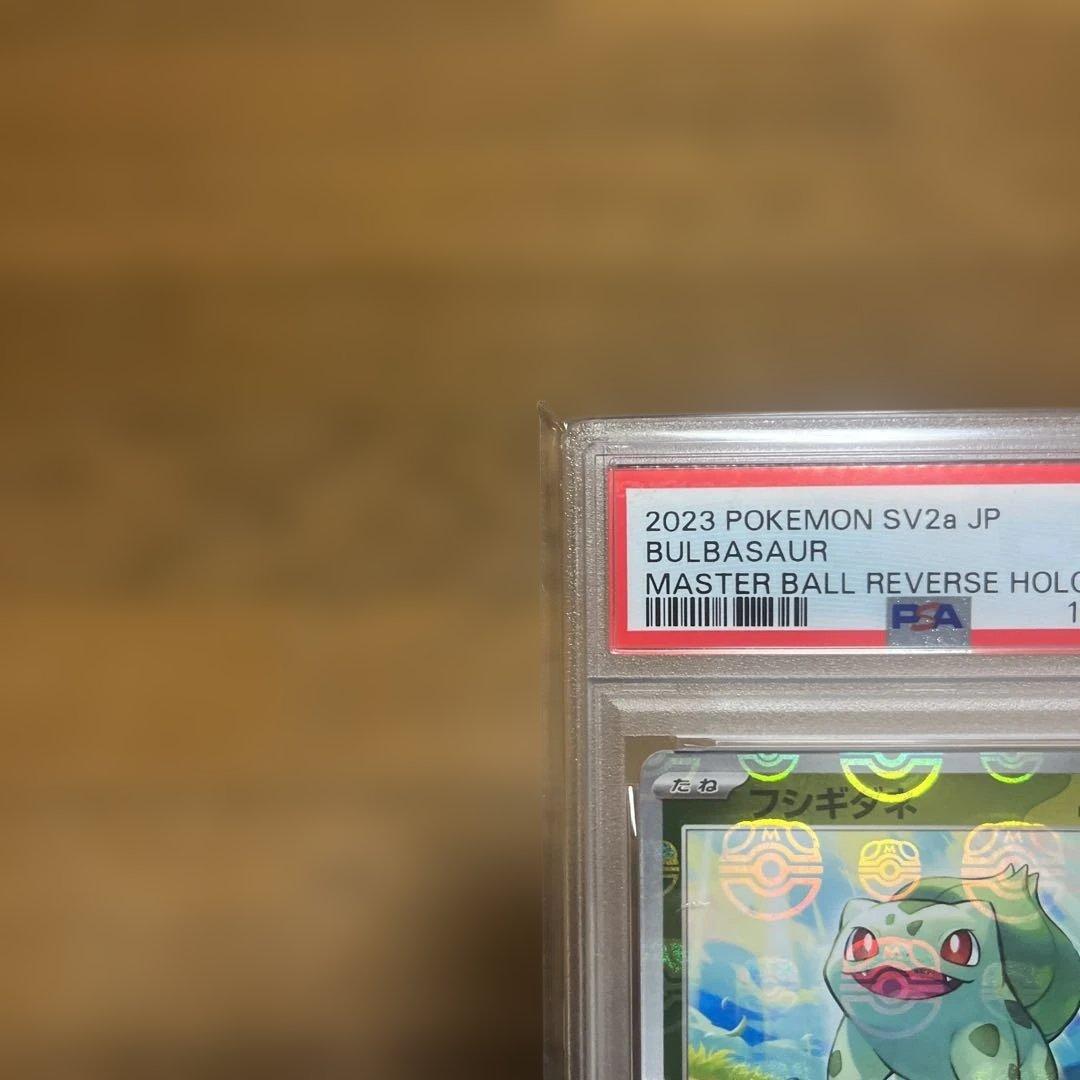 2023 POKEMON SV2a JP
BULBASAUR
MASTER BALL REVERSE HOLO
PSA
たね
フシギダネ
M
M
M
M